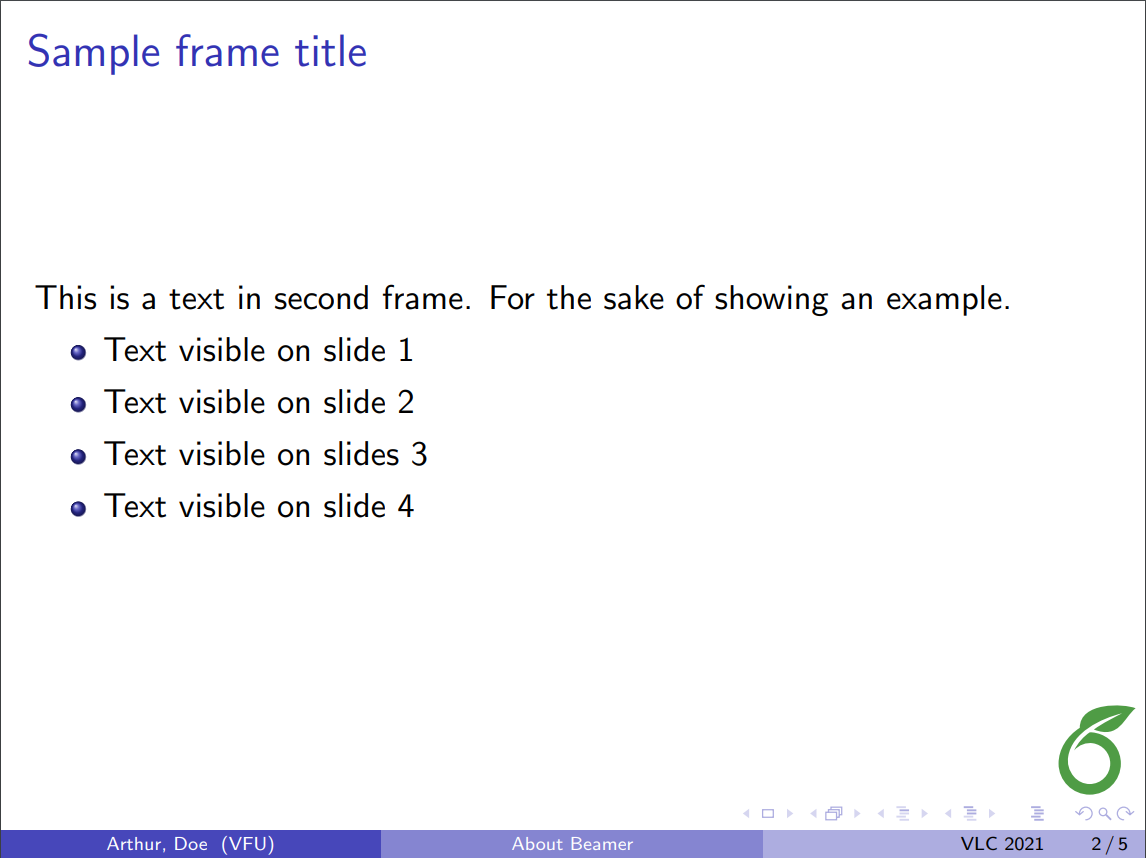 Sample frame title
This is a text in second frame. For the sake of showing an example.
Text visible on slide 1
Text visible on slide 2
Text visible on slides 3
Text visible on slide 4
Arthur, Doe (VFU) About Beamer VLC 2021 2 / 5